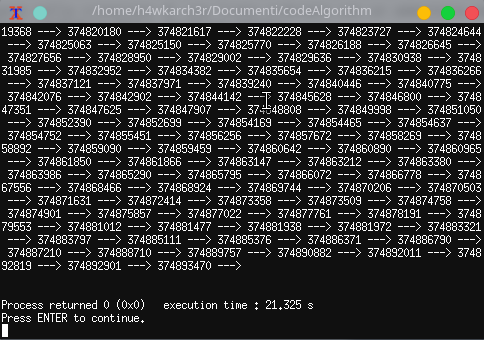 /home/h4wkarch3r/Documenti/codeAlgorithm
19368 ---> 374820180 ---> 374821617 ---> 374822228 ---> 374823727 ---> 374824644
---> 374825063 ---> 374825150 ---> 374825770 ---> 374826188 ---> 374826645 --->
374827656 ---> 374828950 ---> 374829002 ---> 374829636 ---> 374830938 ---> 3748
31985 ---> 374832952 ---> 374834382 ---> 374835654 ---> 374836215 ---> 374836266
---> 374837121 ---> 374837971 ---> 374839240 ---> 374840446 ---> 374840775 --->
374842076 ---> 374842902 ---> 374844142 ---> 374845628 ---> 374846800 ---> 3748
47351 ---> 374847625 ---> 374847907 ---> 374848808 ---> 374849998 ---> 374851050
---> 374852390 ---> 374852699 ---> 374854169 ---> 374854465 ---> 374854637 --->
374854752 ---> 374855451 ---> 374856256 ---> 374857672 ---> 374858269 ---> 3748
58892 ---> 374859090 ---> 374859459 ---> 374860642 ---> 374860890 ---> 374860965
---> 374861850 ---> 374861866 ---> 374863147 ---> 374863212 ---> 374863380 --->
374863986 ---> 374865290 ---> 374865795 ---> 374866072 ---> 374866778 ---> 3748
67556 ---> 374868466 ---> 374868924 ---> 374869744 ---> 374870206 ---> 374870503
---> 374871631 ---> 374872414 ---> 374873358 ---> 374873509 ---> 374874758 --->
374874901 ---> 374875857 ---> 374877022 ---> 374877761 ---> 374878191 ---> 3748
79553 ---> 374881012 ---> 374881477 ---> 374881938 ---> 374881972 ---> 374883321
---> 374883797 ---> 374885111 ---> 374885376 ---> 374886371 ---> 374886790 --->
374887210 ---> 374888710 ---> 374889757 ---> 374890882 ---> 374892011 ---> 3748
92819 ---> 374892901 ---> 374893470 --->
Process returned 0 (0x0)   execution time : 21.325 s
Press ENTER to continue.